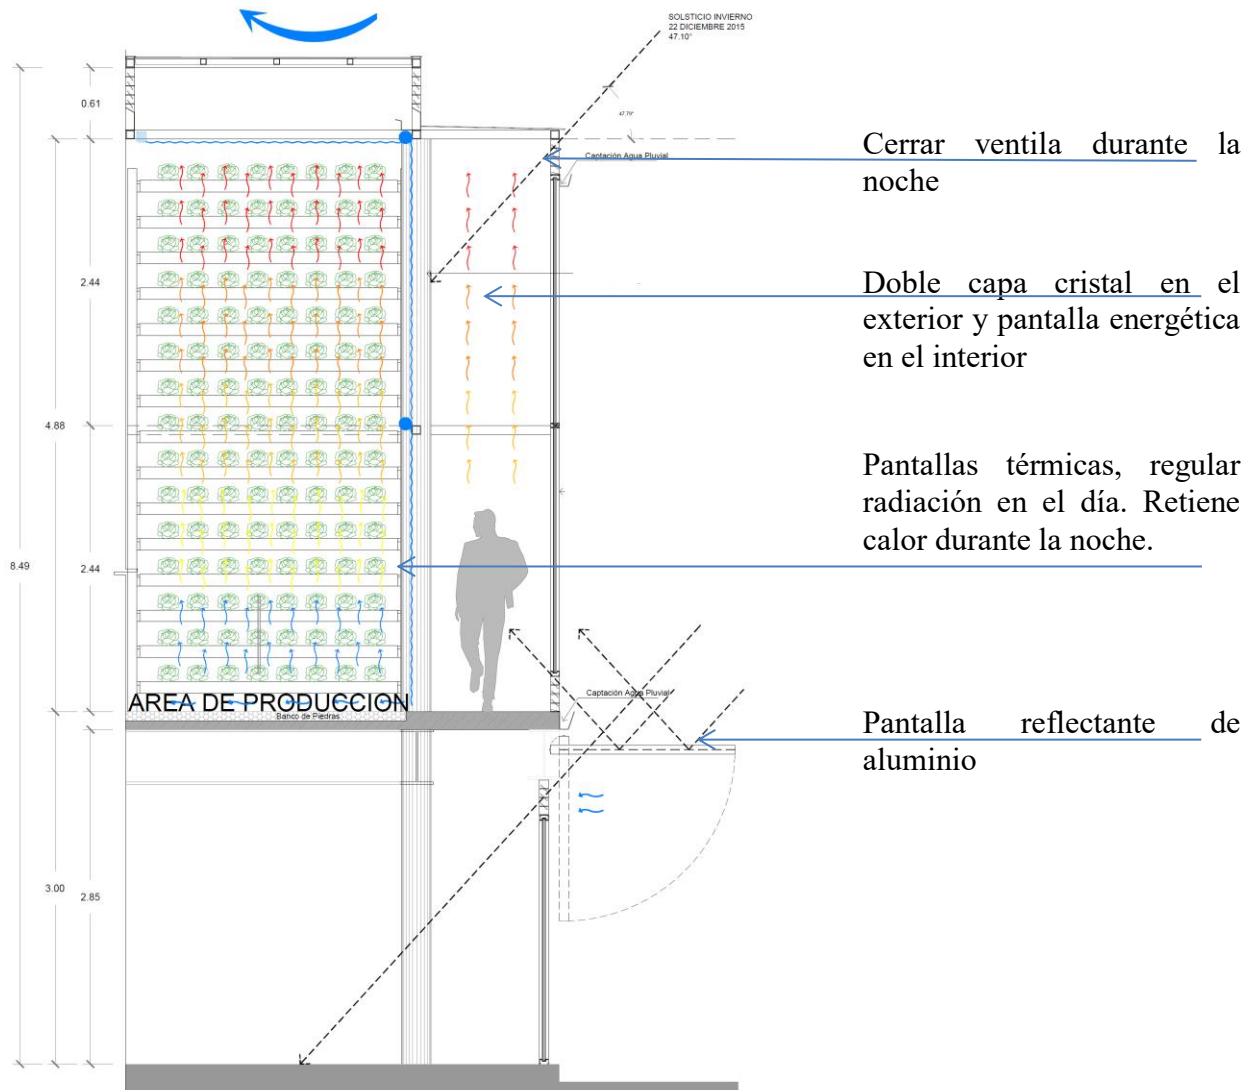 SOLSTICIO INVIERNO
22 DICIEMBRE 2015
47.10°
47.79°
0.61
Captación Agua Pluvial
Cerrar ventila durante la
noche
2.44
Doble capa cristal en el
exterior y pantalla energética
en el interior
4.88
Pantallas térmicas, regular
radiación en el día. Retiene
calor durante la noche.
8.49
2.44
AREA DE PRODUCCION
Banco de Piedras
Captación Agua Pluvial
Pantalla reflectante de
aluminio
3.00
2.85